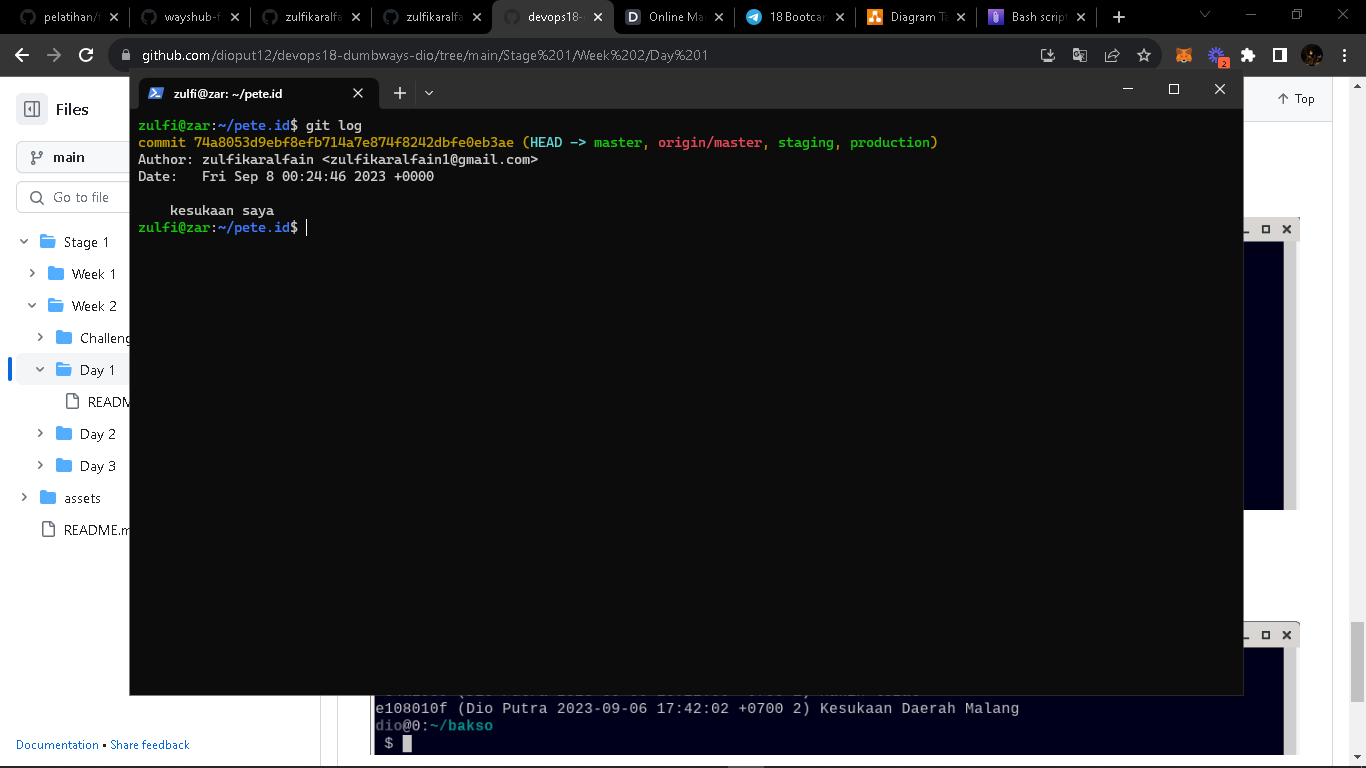 pelatihan/f
wayshub-f
zulfikaralfa
zulfikaralfa
devops18-
Online Ma
18 Bootcar
Diagram Ta
Bash script
github.com/dioput12/devops18-dumbways-dio/tree/main/Stage%201/Week%202/Day%201
2
Files
Top
main
Go to file
Stage 1
Week 1
Week 2
Challeng
Day 1
READM
Day 2
Day 3
assets
README.m
Documentation • Share feedback
zulfi@zar: ~/pete.id
zulfi@zar:~/pete.id$ git log
commit 74a8053d9ebf8efb714a7e874f8242dbfe0eb3ae (HEAD -> master, origin/master, staging, production)
Author: zulfikaralfain <zulfikaralfain1@gmail.com>
Date:   Fri Sep 8 00:24:46 2023 +0000
kesukaan saya
zulfi@zar:~/pete.id$
e108010f (Dio Putra 2023-09-06 17:42:02 +0700 2) Kesukaan Daerah Malang
dio@0:~/bakso
$